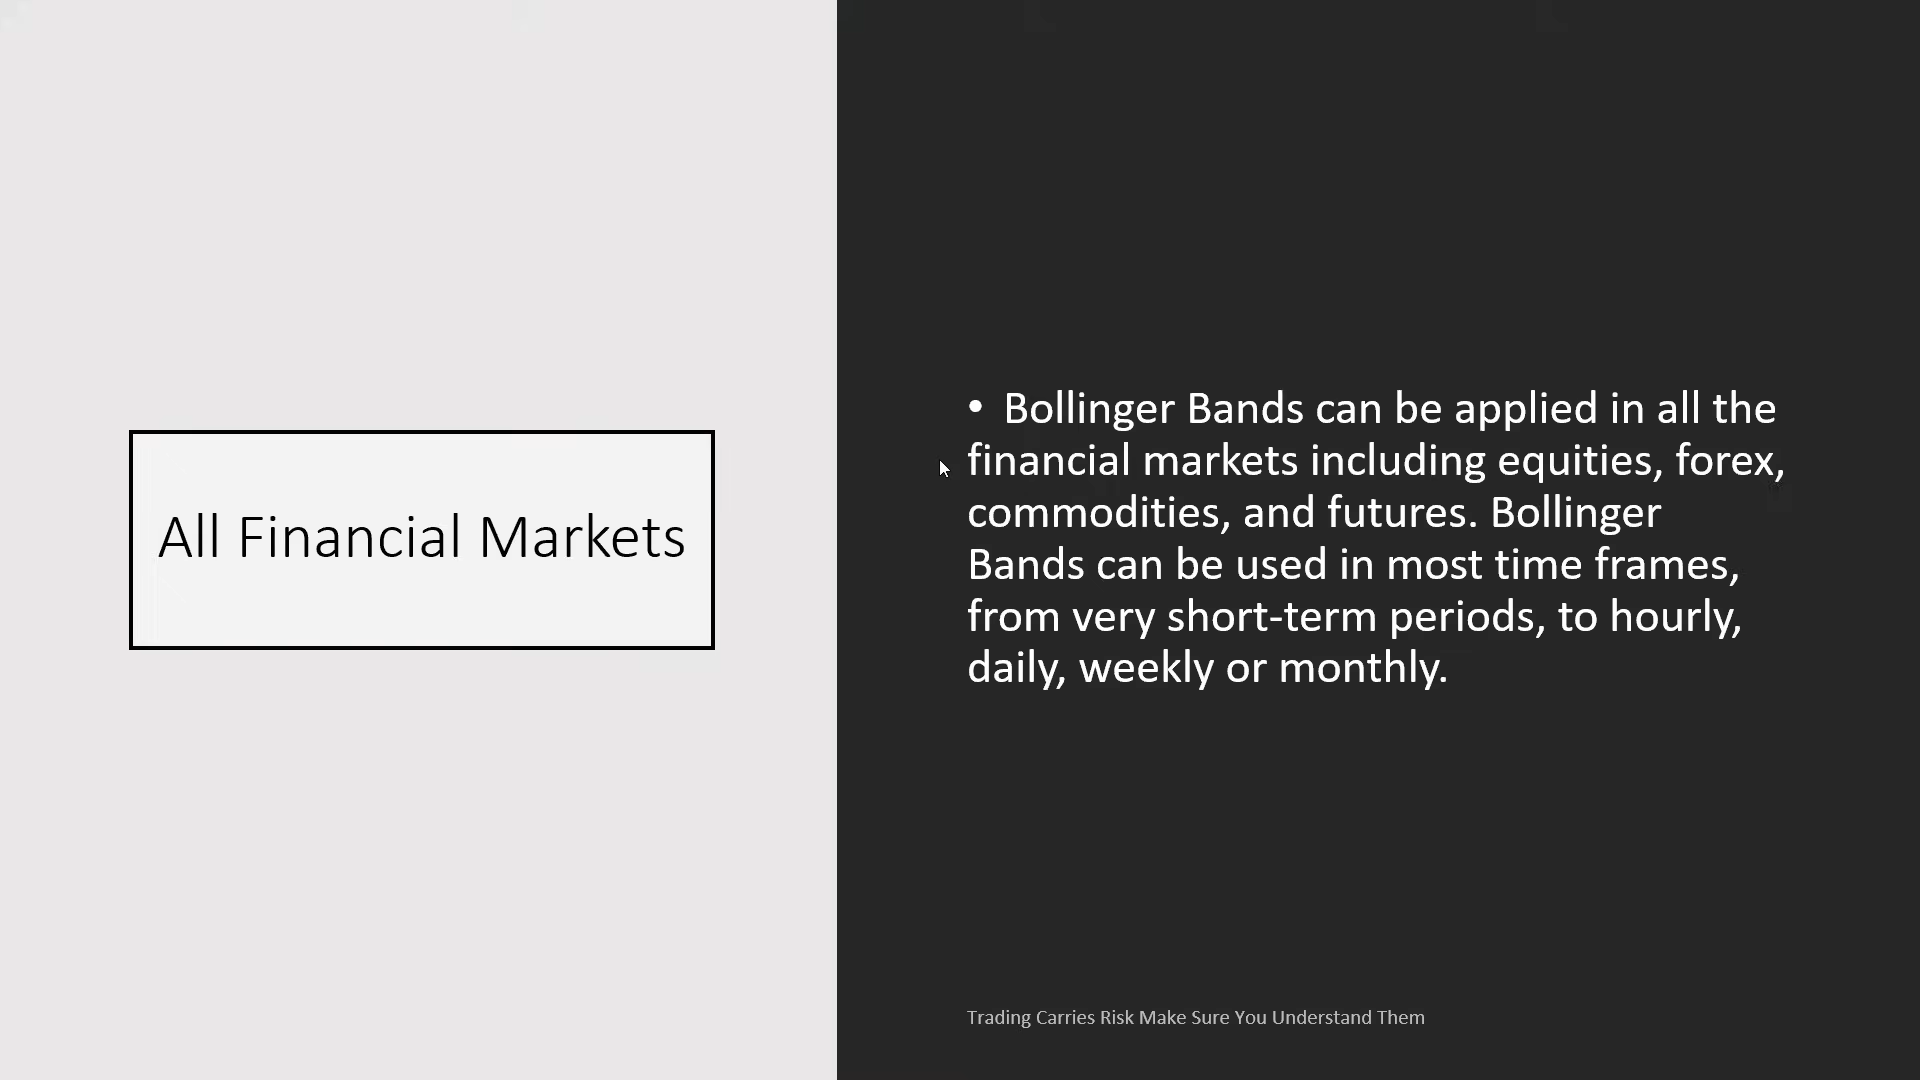 All Financial Markets
• Bollinger Bands can be applied in all the
financial markets including equities, forex,
commodities, and futures. Bollinger
Bands can be used in most time frames,
from very short-term periods, to hourly,
daily, weekly or monthly.
Trading Carries Risk Make Sure You Understand Them